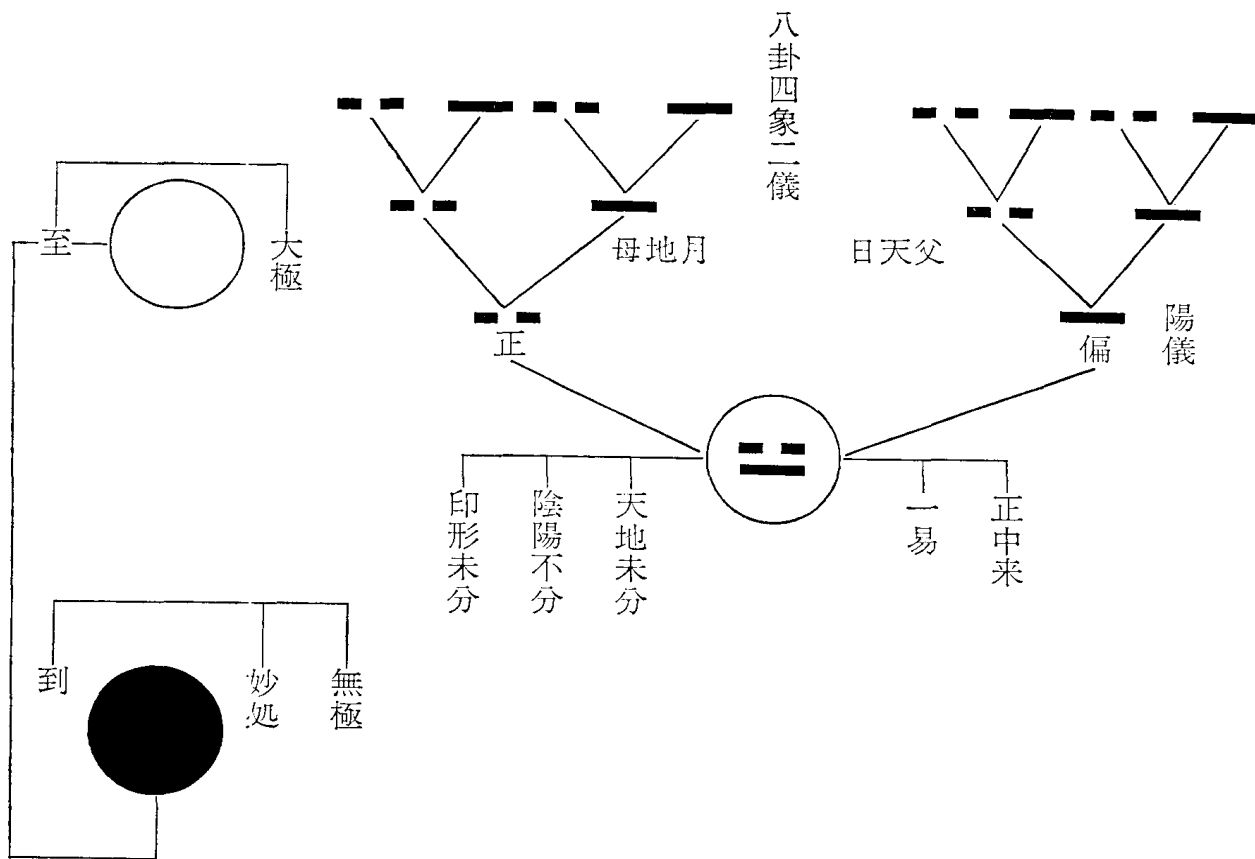 八卦四象二儀
陽儀
日天父
母地月
偏
正
正中来
一易
天地未分
陰陽不分
印形未分
大極
至
無極
妙処
到